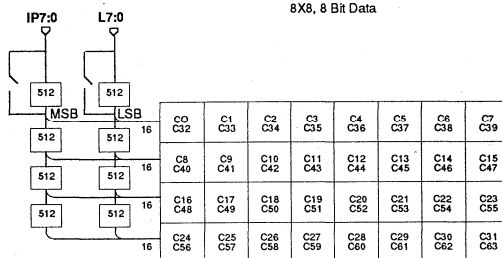 8X8, 8 Bit Data
IP7:0 L7:0
512 512
MSB LSB
16 CO C1 C2 C3 C4 C5 C6 C7
C32 C33 C34 C35 C36 C37 C38 C39
512 512
16 C8 C9 C10 C11 C12 C13 C14 C15
C40 C41 C42 C43 C44 C45 C46 C47
512 512
16 C16 C17 C18 C19 C20 C21 C22 C23
C48 C49 C50 C51 C52 C53 C54 C55
512 512
16 C24 C25 C26 C27 C28 C29 C30 C31
C56 C57 C58 C59 C60 C61 C62 C63